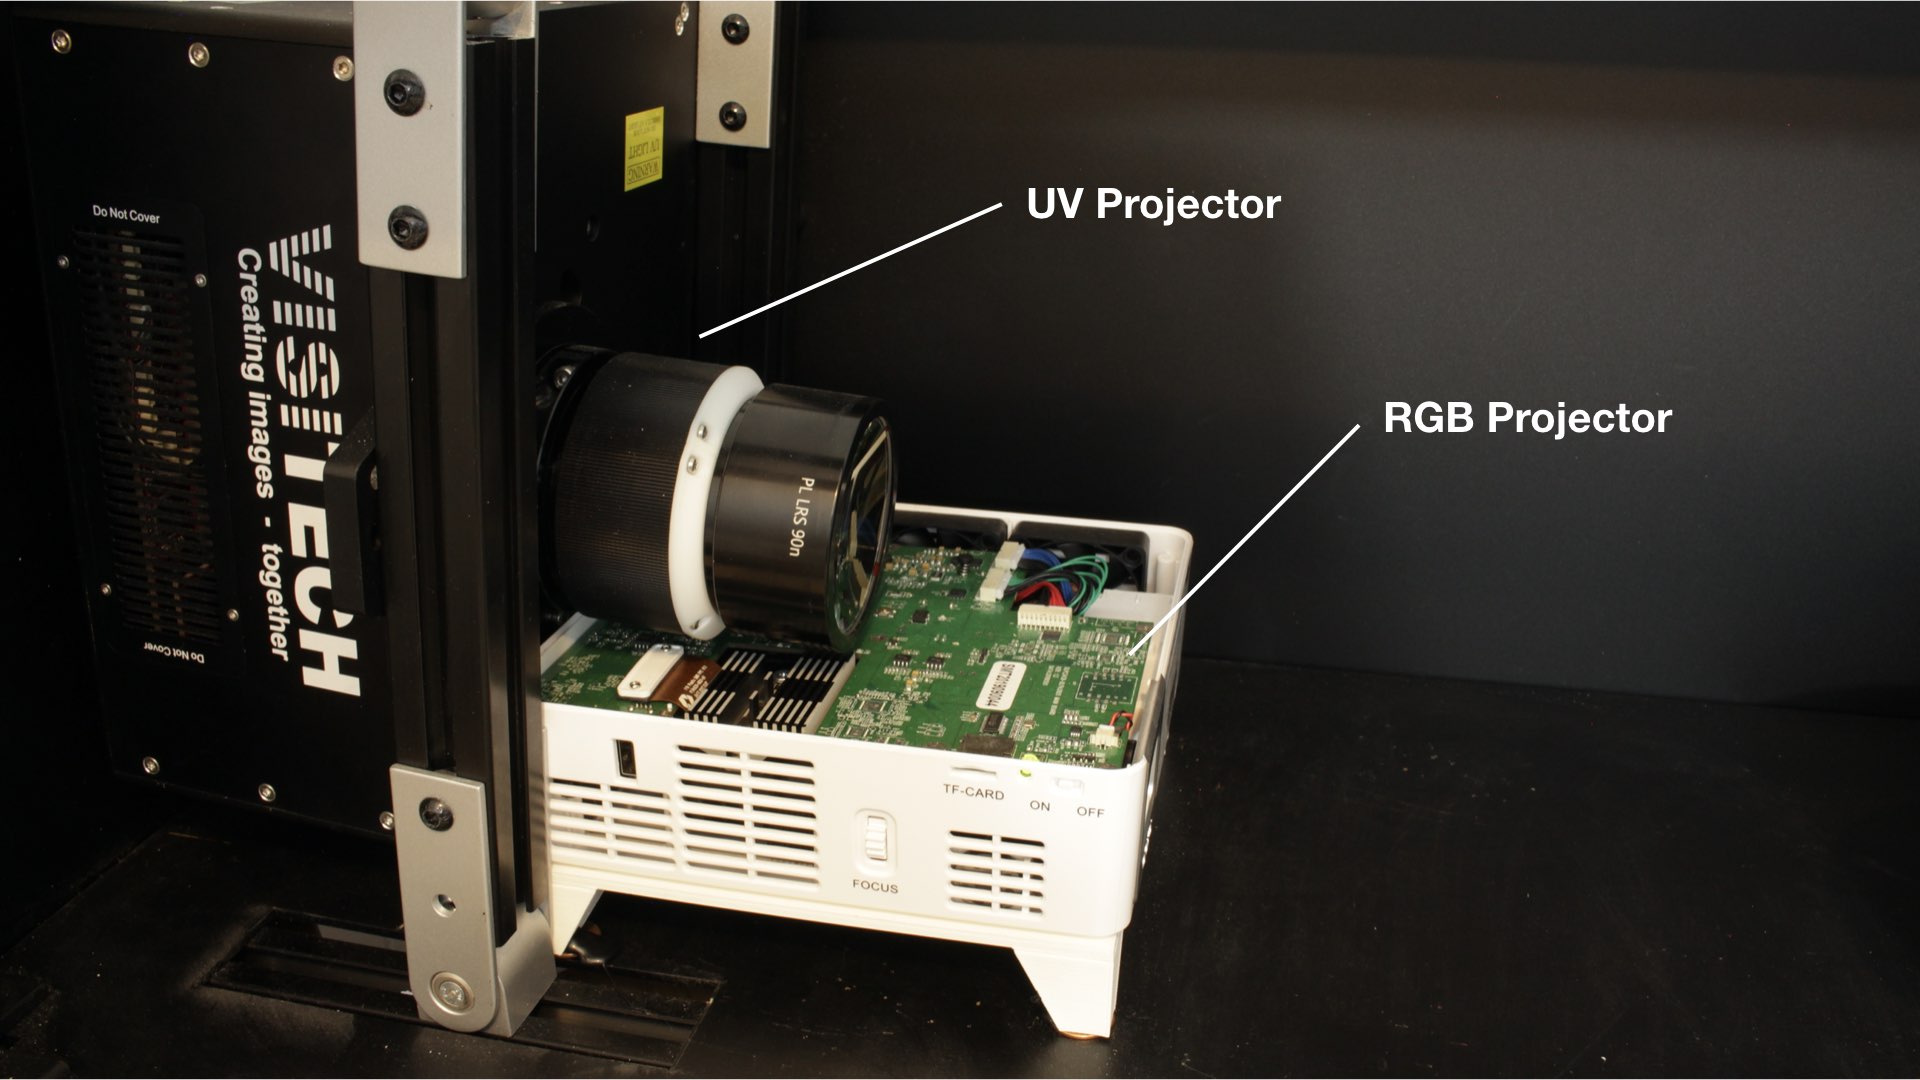 UV Projector
RGB Projector
Do Not Cover
VISITECH
Creating images - together
Do Not Cover
WARNING
UV LIGHT
PL LRS 90n
TF-CARD
ON
OFF
FOCUS